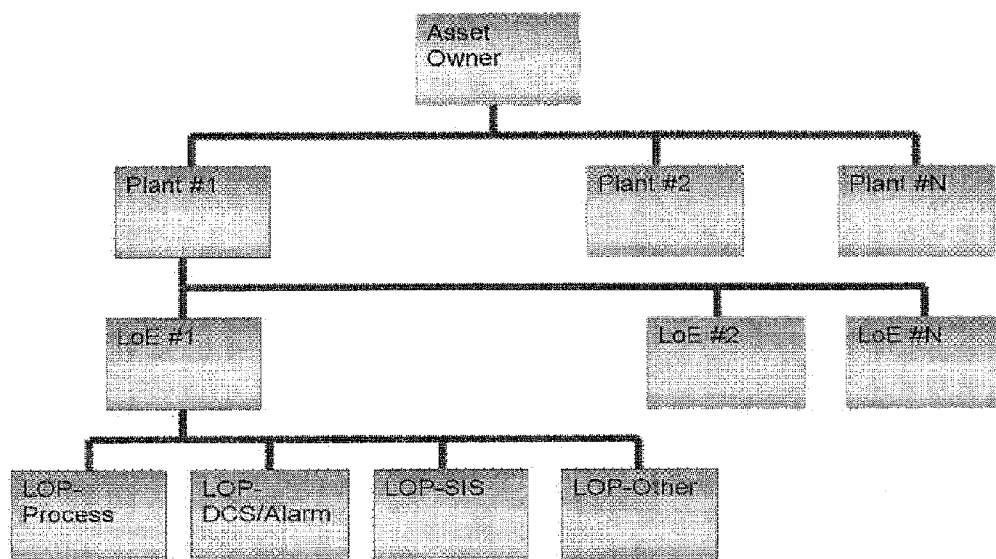 Asset
Owner
Plant #1
Plant #2
Plant #N
LoE #1
LoE #2
LoE #N
LOP-
Process
LOP-
DCS/Alarm
LOP-SIS
LOP-Other